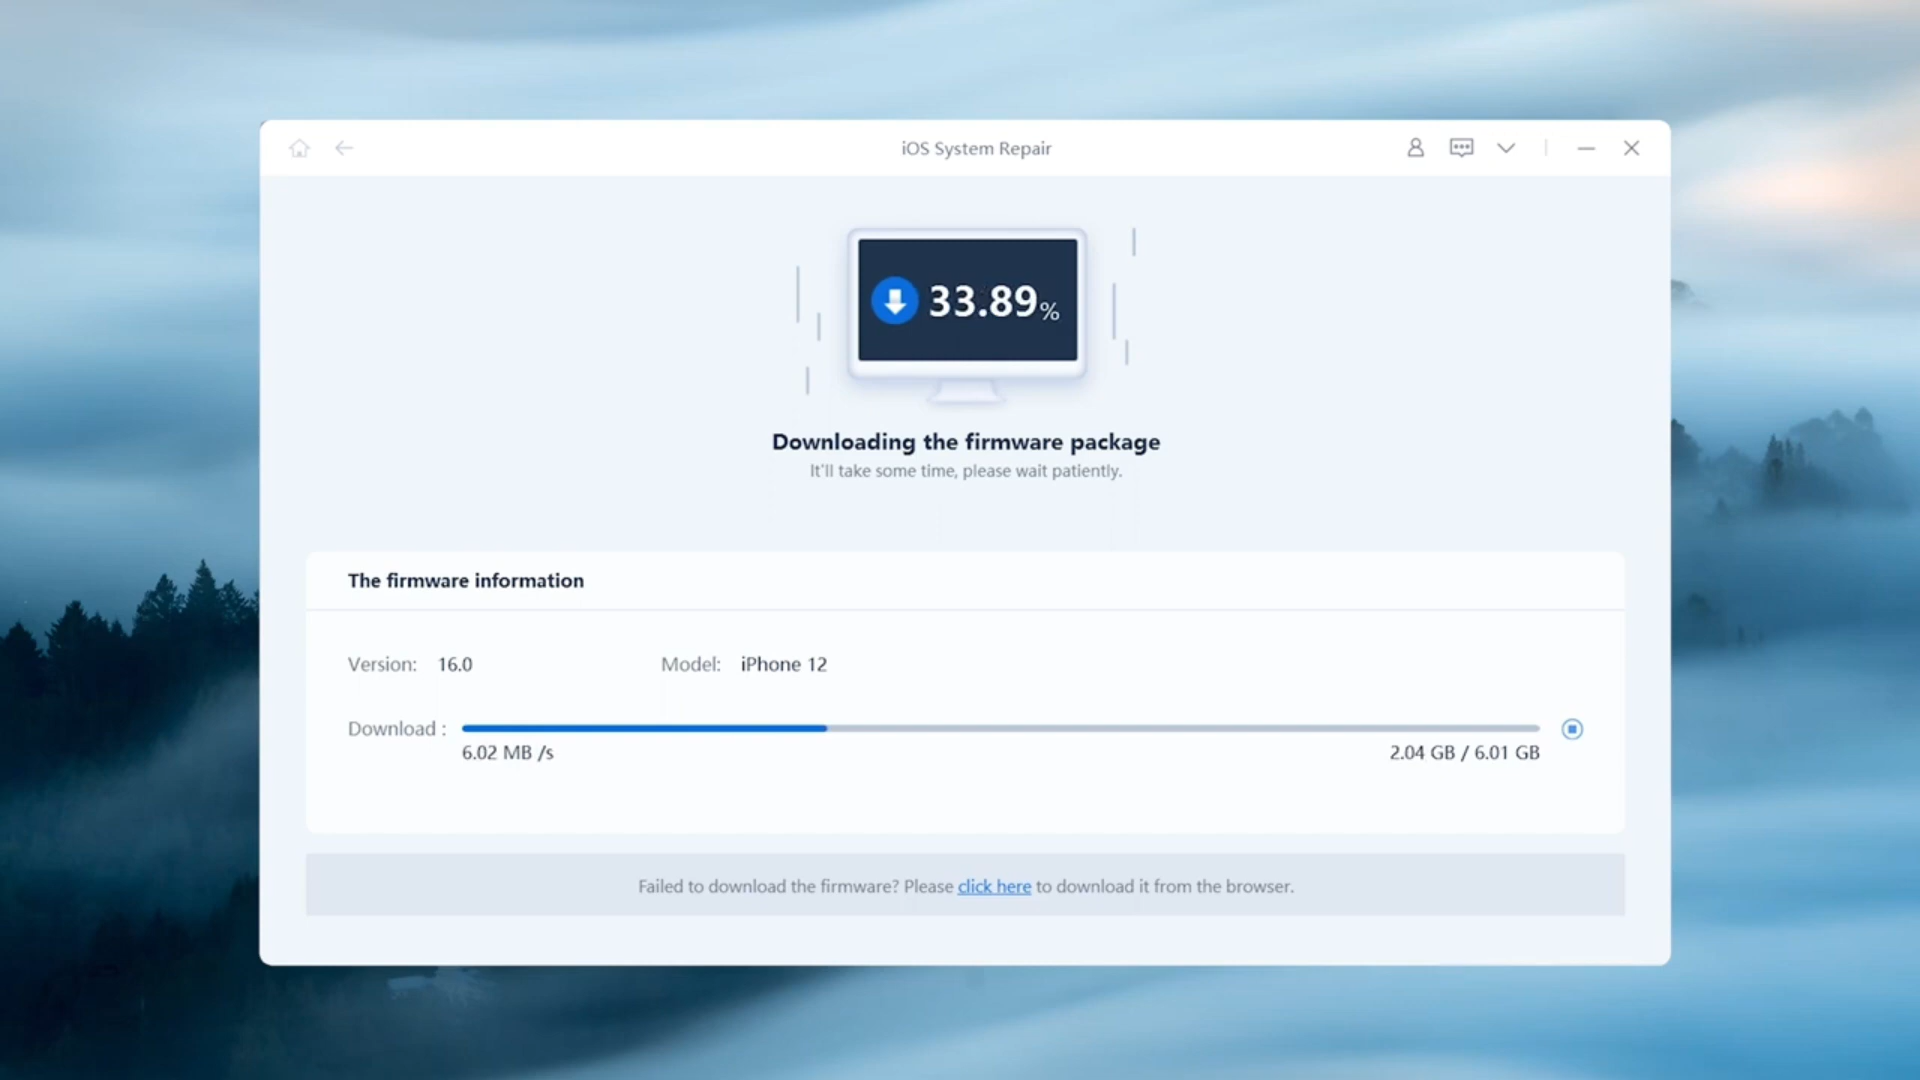 iOS System Repair
33.89%
Downloading the firmware package
It'll take some time, please wait patiently.
The firmware information
Version: 16.0 Model: iPhone 12
Download :
6.02 MB /s 2.04 GB / 6.01 GB
Failed to download the firmware? Please click here to download it from the browser.